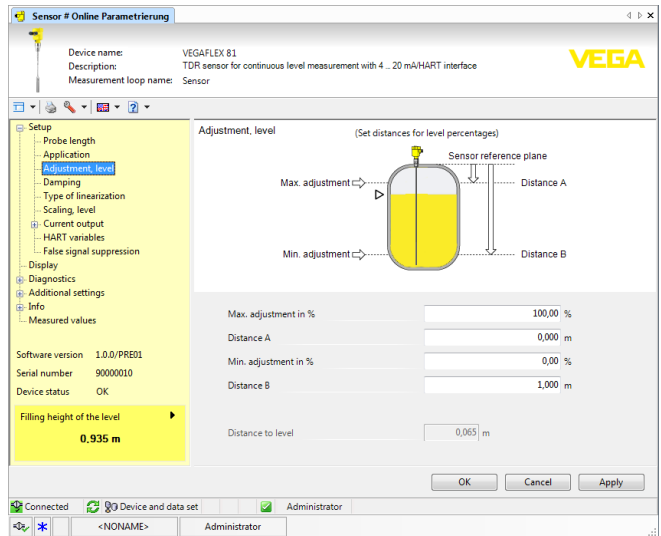 Sensor # Online Parametrierung
Device name: VEGAFLEX 81
Description: TDR sensor for continuous level measurement with 4 .. 20 mA/HART interface
Measurement loop name: Sensor
VEGA
Setup
Probe length
Application
Adjustment, level
Damping
Type of linearization
Scaling, level
Current output
HART variables
False signal suppression
Display
Diagnostics
Additional settings
Info
Measured values
Software version 1.0.0/PRE01
Serial number 90000010
Device status OK
Filling height of the level
0,935 m
Adjustment, level
(Set distances for level percentages)
Sensor reference plane
Max. adjustment
Distance A
Min. adjustment
Distance B
Max. adjustment in % 100,00 %
Distance A 0,000 m
Min. adjustment in % 0,00 %
Distance B 1,000 m
Distance to level 0,065 m
OK Cancel Apply
Connected Device and data set Administrator
<NONAME> Administrator